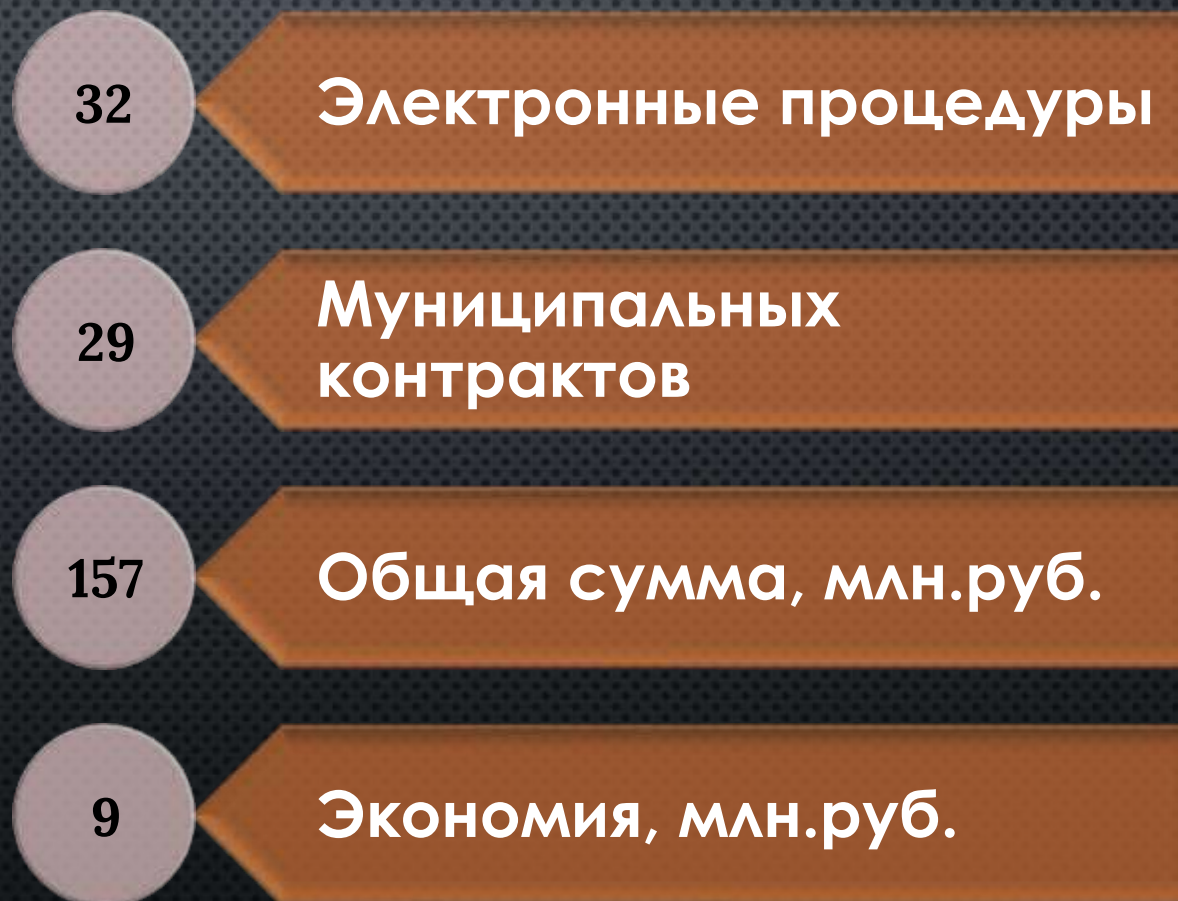 32
Электронные процедуры
29
Муниципальных
контрактов
157
Общая сумма, млн.руб.
9
Экономия, млн.руб.